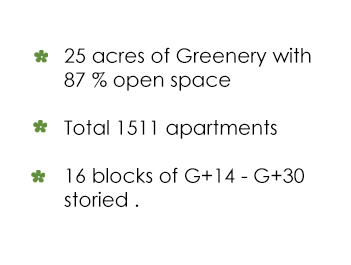 25 acres of Greenery with
87 % open space
Total 1511 apartments
16 blocks of G+14 - G+30
storied .